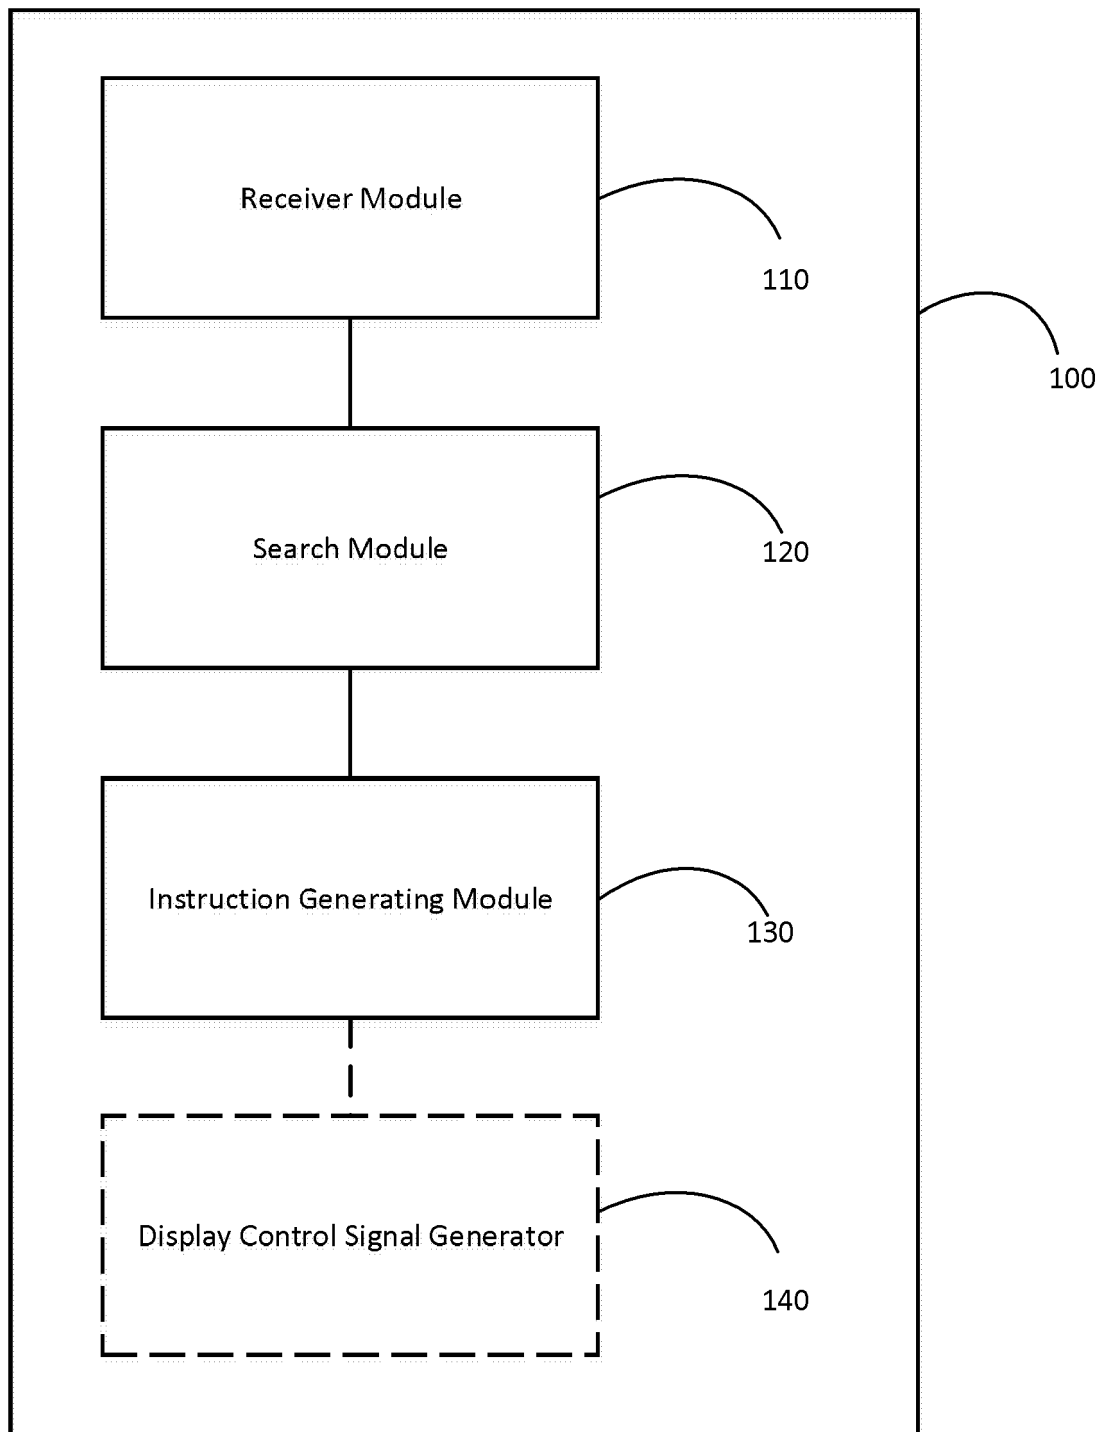 Receiver Module
110
100
Search Module
120
Instruction Generating Module
130
Display Control Signal Generator
140